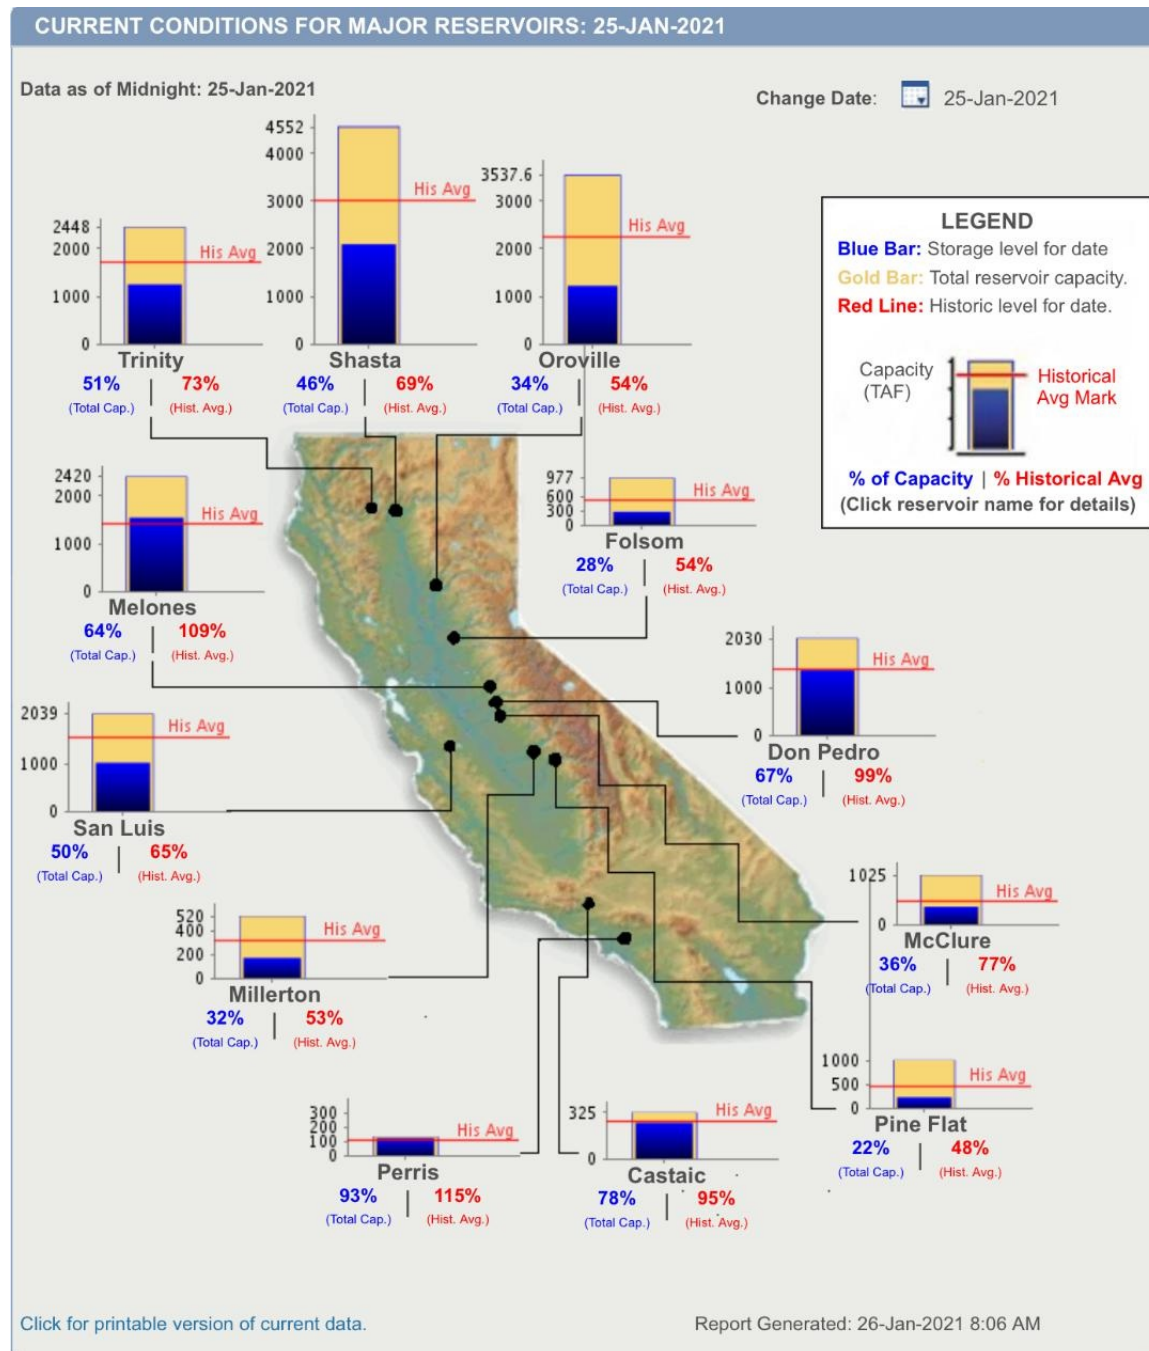 CURRENT CONDITIONS FOR MAJOR RESERVOIRS: 25-JAN-2021
Data as of Midnight: 25-Jan-2021
Change Date: 25-Jan-2021
LEGEND
Blue Bar: Storage level for date
Gold Bar: Total reservoir capacity.
Red Line: Historic level for date.
Capacity
(TAF)
Historical
Avg Mark
% of Capacity | % Historical Avg
(Click reservoir name for details)
2448
2000
1000
0
His Avg
Trinity
51% | 73%
(Total Cap.) (Hist. Avg.)
4552
4000
3000
2000
1000
0
His Avg
Shasta
46% | 69%
(Total Cap.) (Hist. Avg.)
3537.6
3000
2000
1000
0
His Avg
Oroville
34% | 54%
(Total Cap.) (Hist. Avg.)
2420
2000
1000
0
His Avg
Melones
64% | 109%
(Total Cap.) (Hist. Avg.)
977
600
300
0
His Avg
Folsom
28% | 54%
(Total Cap.) (Hist. Avg.)
2030
1000
0
His Avg
Don Pedro
67% | 99%
(Total Cap.) (Hist. Avg.)
2039
1000
0
His Avg
San Luis
50% | 65%
(Total Cap.) (Hist. Avg.)
1025
0
His Avg
McClure
36% | 77%
(Total Cap.) (Hist. Avg.)
520
400
200
0
His Avg
Millerton
32% | 53%
(Total Cap.) (Hist. Avg.)
1000
500
0
His Avg
Pine Flat
22% | 48%
(Total Cap.) (Hist. Avg.)
300
200
100
0
His Avg
Perris
93% | 115%
(Total Cap.) (Hist. Avg.)
325
0
His Avg
Castaic
78% | 95%
(Total Cap.) (Hist. Avg.)
Click for printable version of current data.
Report Generated: 26-Jan-2021 8:06 AM